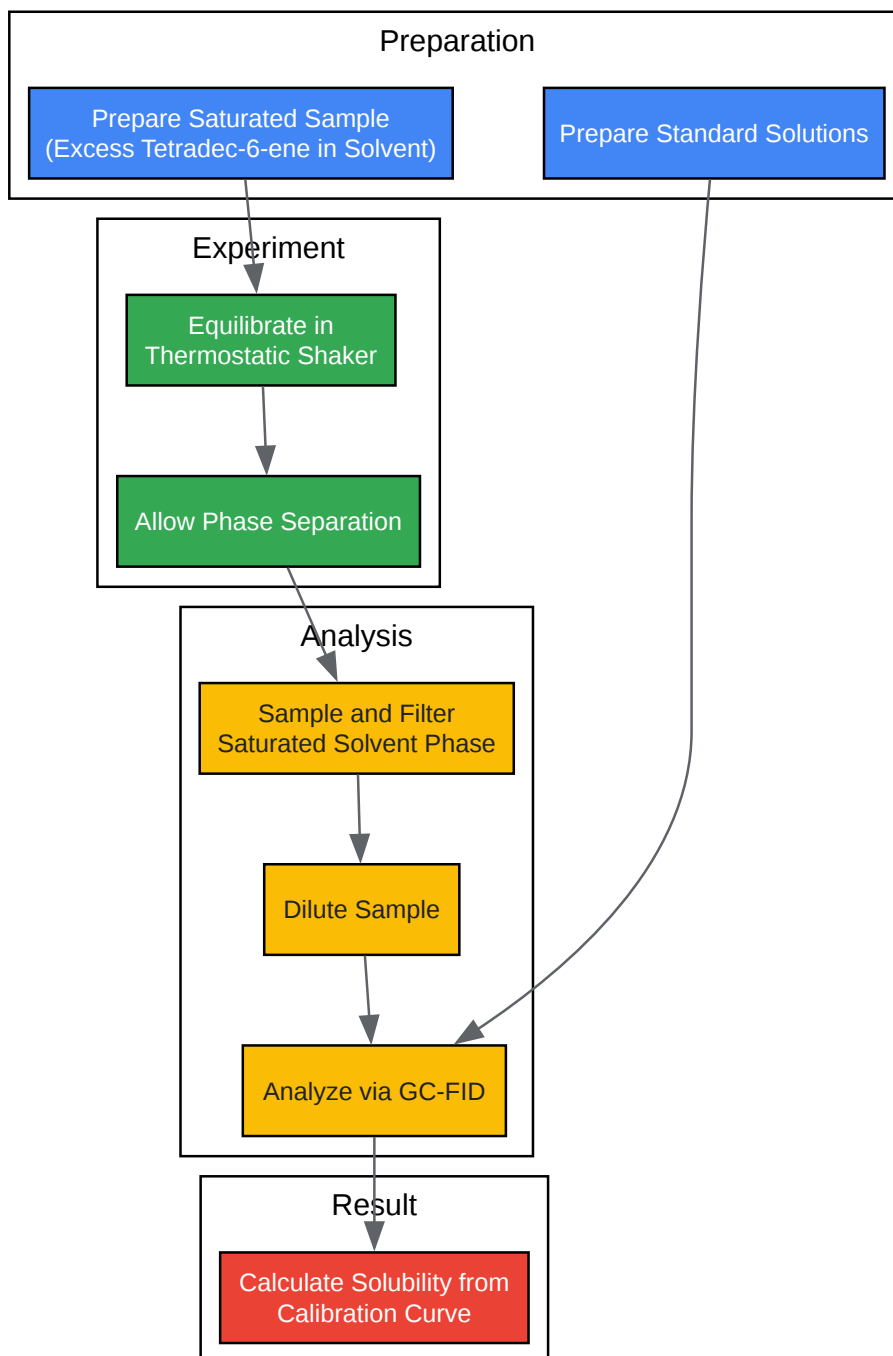 Preparation
Prepare Saturated Sample
(Excess Tetradec-6-ene in Solvent)
Prepare Standard Solutions
Experiment
Equilibrate in
Thermostatic Shaker
Allow Phase Separation
Analysis
Sample and Filter
Saturated Solvent Phase
Dilute Sample
Analyze via GC-FID
Result
Calculate Solubility from
Calibration Curve